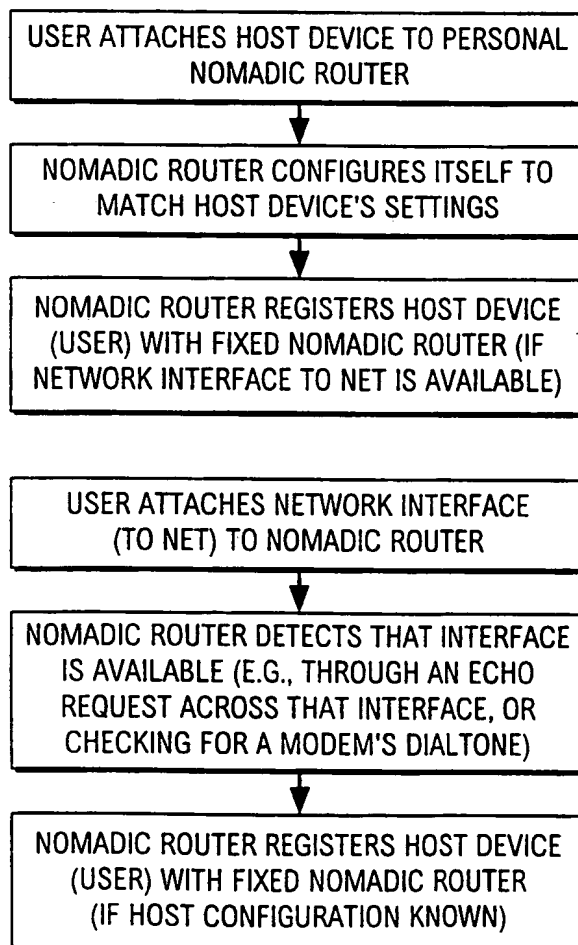 USER ATTACHES HOST DEVICE TO PERSONAL
NOMADIC ROUTER
NOMADIC ROUTER CONFIGURES ITSELF TO
MATCH HOST DEVICE'S SETTINGS
NOMADIC ROUTER REGISTERS HOST DEVICE
(USER) WITH FIXED NOMADIC ROUTER (IF
NETWORK INTERFACE TO NET IS AVAILABLE)
USER ATTACHES NETWORK INTERFACE
(TO NET) TO NOMADIC ROUTER
NOMADIC ROUTER DETECTS THAT INTERFACE
IS AVAILABLE (E.G., THROUGH AN ECHO
REQUEST ACROSS THAT INTERFACE, OR
CHECKING FOR A MODEM'S DIALTONE)
NOMADIC ROUTER REGISTERS HOST DEVICE
(USER) WITH FIXED NOMADIC ROUTER
(IF HOST CONFIGURATION KNOWN)